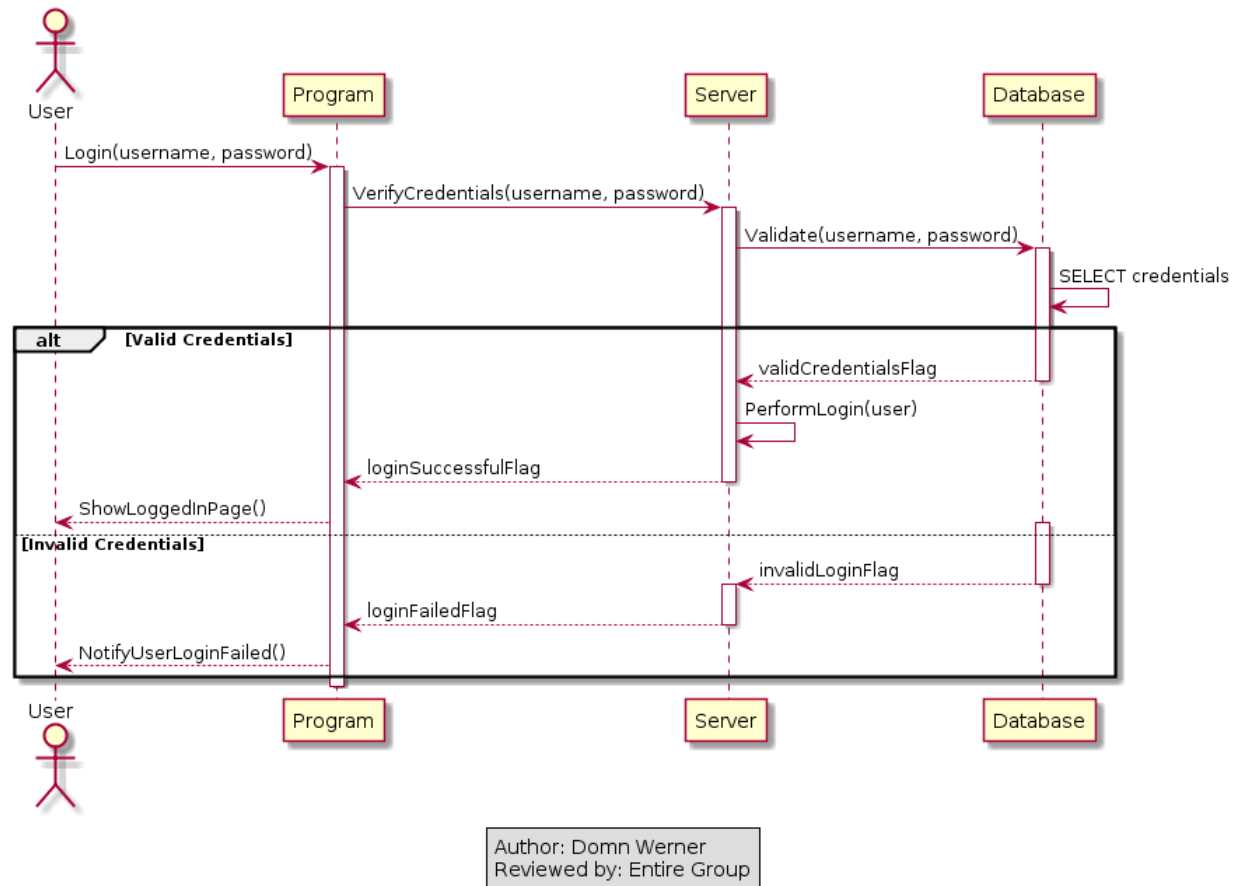 User
Program
Server
Database
Login(username, password)
VerifyCredentials(username, password)
Validate(username, password)
SELECT credentials
alt [Valid Credentials]
validCredentialsFlag
PerformLogin(user)
loginSuccessfulFlag
ShowLoggedInPage()
[Invalid Credentials]
invalidLoginFlag
loginFailedFlag
NotifyUserLoginFailed()
User
Program
Server
Database
Author: Domn Werner
Reviewed by: Entire Group